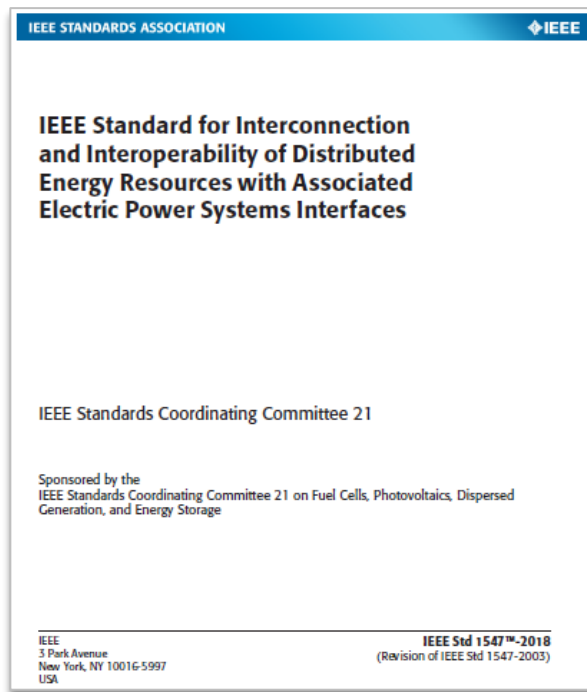 IEEE STANDARDS ASSOCIATION
IEEE
IEEE Standard for Interconnection
and Interoperability of Distributed
Energy Resources with Associated
Electric Power Systems Interfaces
IEEE Standards Coordinating Committee 21
Sponsored by the
IEEE Standards Coordinating Committee 21 on Fuel Cells, Photovoltaics, Dispersed
Generation, and Energy Storage
IEEE
3 Park Avenue
New York, NY 10016-5997
USA
IEEE Std 1547™-2018
(Revision of IEEE Std 1547-2003)